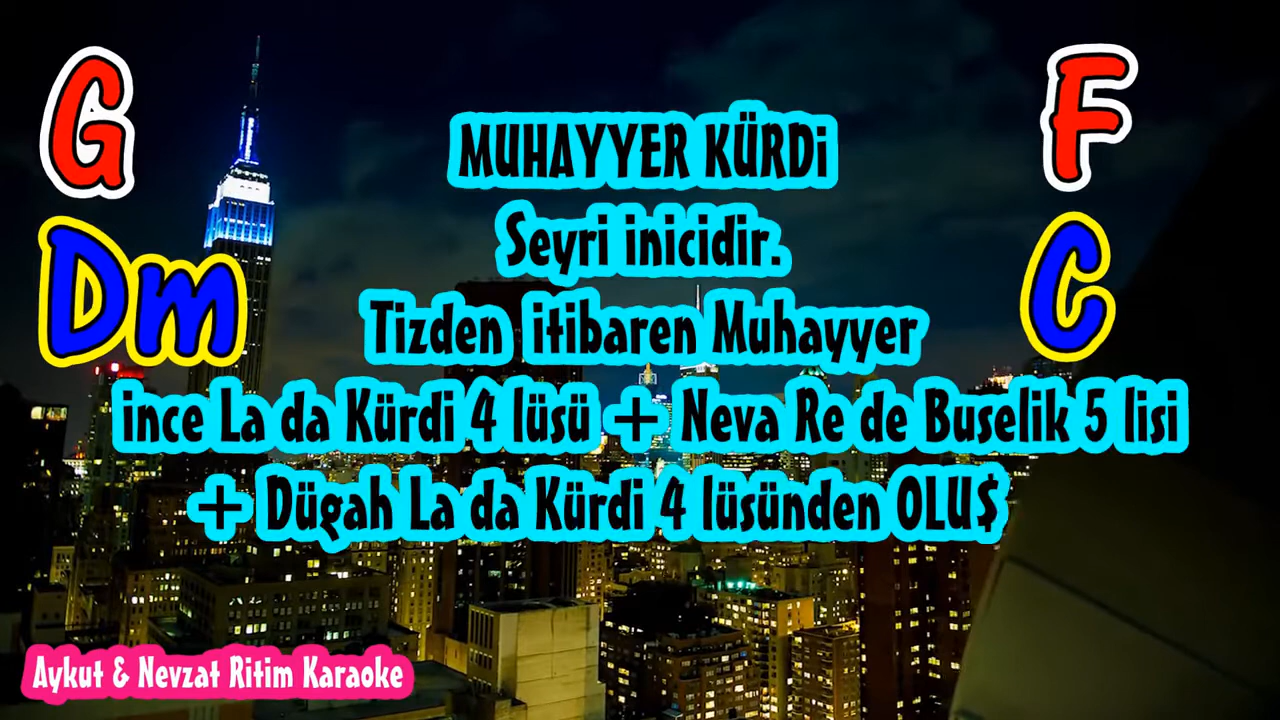 G
F
Dm
C
MUHAYYER KÜRDi
Seyri inicidir.
Tizden itibaren Muhayyer
ince La da Kürdi 4 lüsü + Neva Re de Buselik 5 lisi
+ Dügah La da Kürdi 4 lüsünden OLU$
Aykut & Nevzat Ritim Karaoke